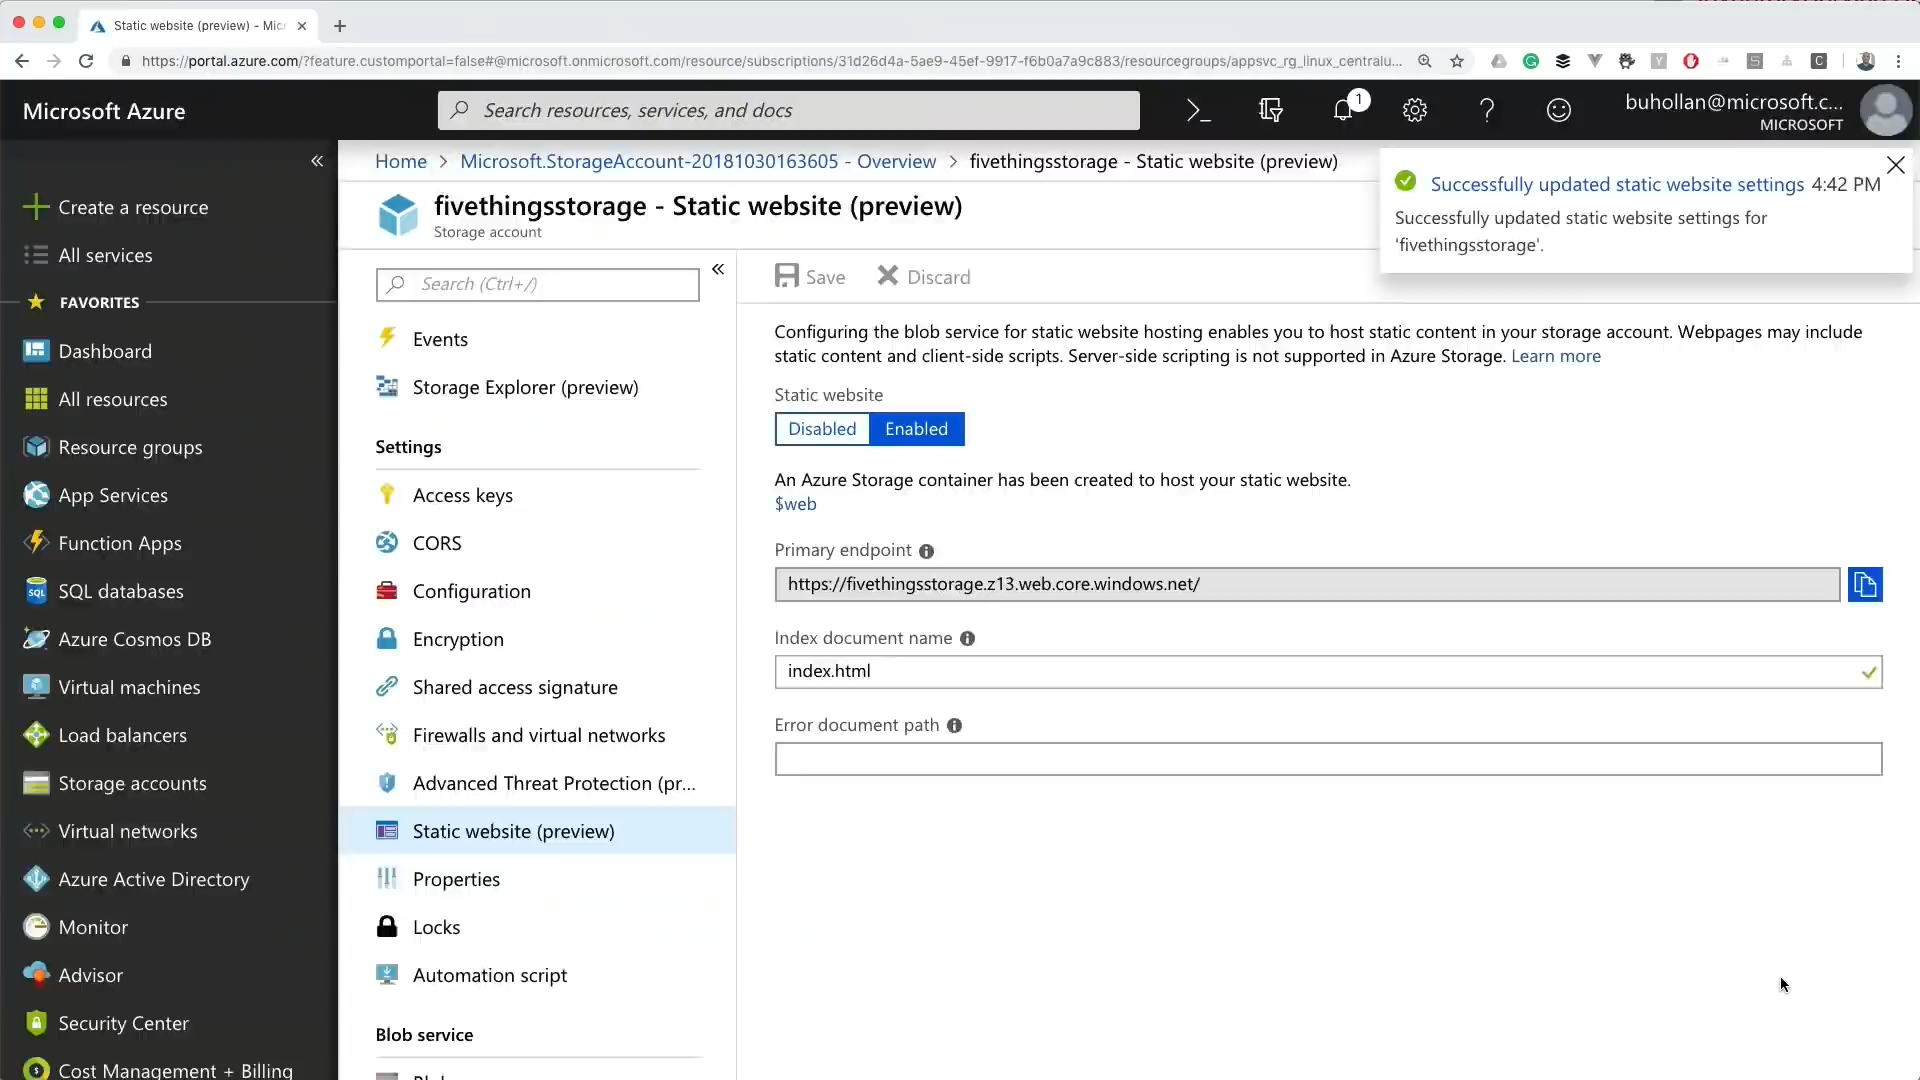 Static website (preview) - Mic
https://portal.azure.com/?feature.customportal=false#@microsoft.onmicrosoft.com/resource/subscriptions/31d26d4a-5ae9-45ef-9917-f6b0a7a9c883/resourcegroups/appsvc_rg_linux_centralu...
Microsoft Azure
Search resources, services, and docs
1
buhollan@microsoft.c...
MICROSOFT
Create a resource
All services
FAVORITES
Dashboard
All resources
Resource groups
App Services
Function Apps
SQL databases
Azure Cosmos DB
Virtual machines
Load balancers
Storage accounts
Virtual networks
Azure Active Directory
Monitor
Advisor
Security Center
Cost Management + Billing
Home > Microsoft.StorageAccount-20181030163605 - Overview > fivethingsstorage - Static website (preview)
fivethingsstorage - Static website (preview)
Storage account
Search (Ctrl+/)
Events
Storage Explorer (preview)
Settings
Access keys
CORS
Configuration
Encryption
Shared access signature
Firewalls and virtual networks
Advanced Threat Protection (pr...
Static website (preview)
Properties
Locks
Automation script
Blob service
Successfully updated static website settings 4:42 PM
Successfully updated static website settings for
'fivethingsstorage'.
Save
Discard
Configuring the blob service for static website hosting enables you to host static content in your storage account. Webpages may include
static content and client-side scripts. Server-side scripting is not supported in Azure Storage. Learn more
Static website
Disabled
Enabled
An Azure Storage container has been created to host your static website.
$web
Primary endpoint
https://fivethingsstorage.z13.web.core.windows.net/
Index document name
index.html
Error document path